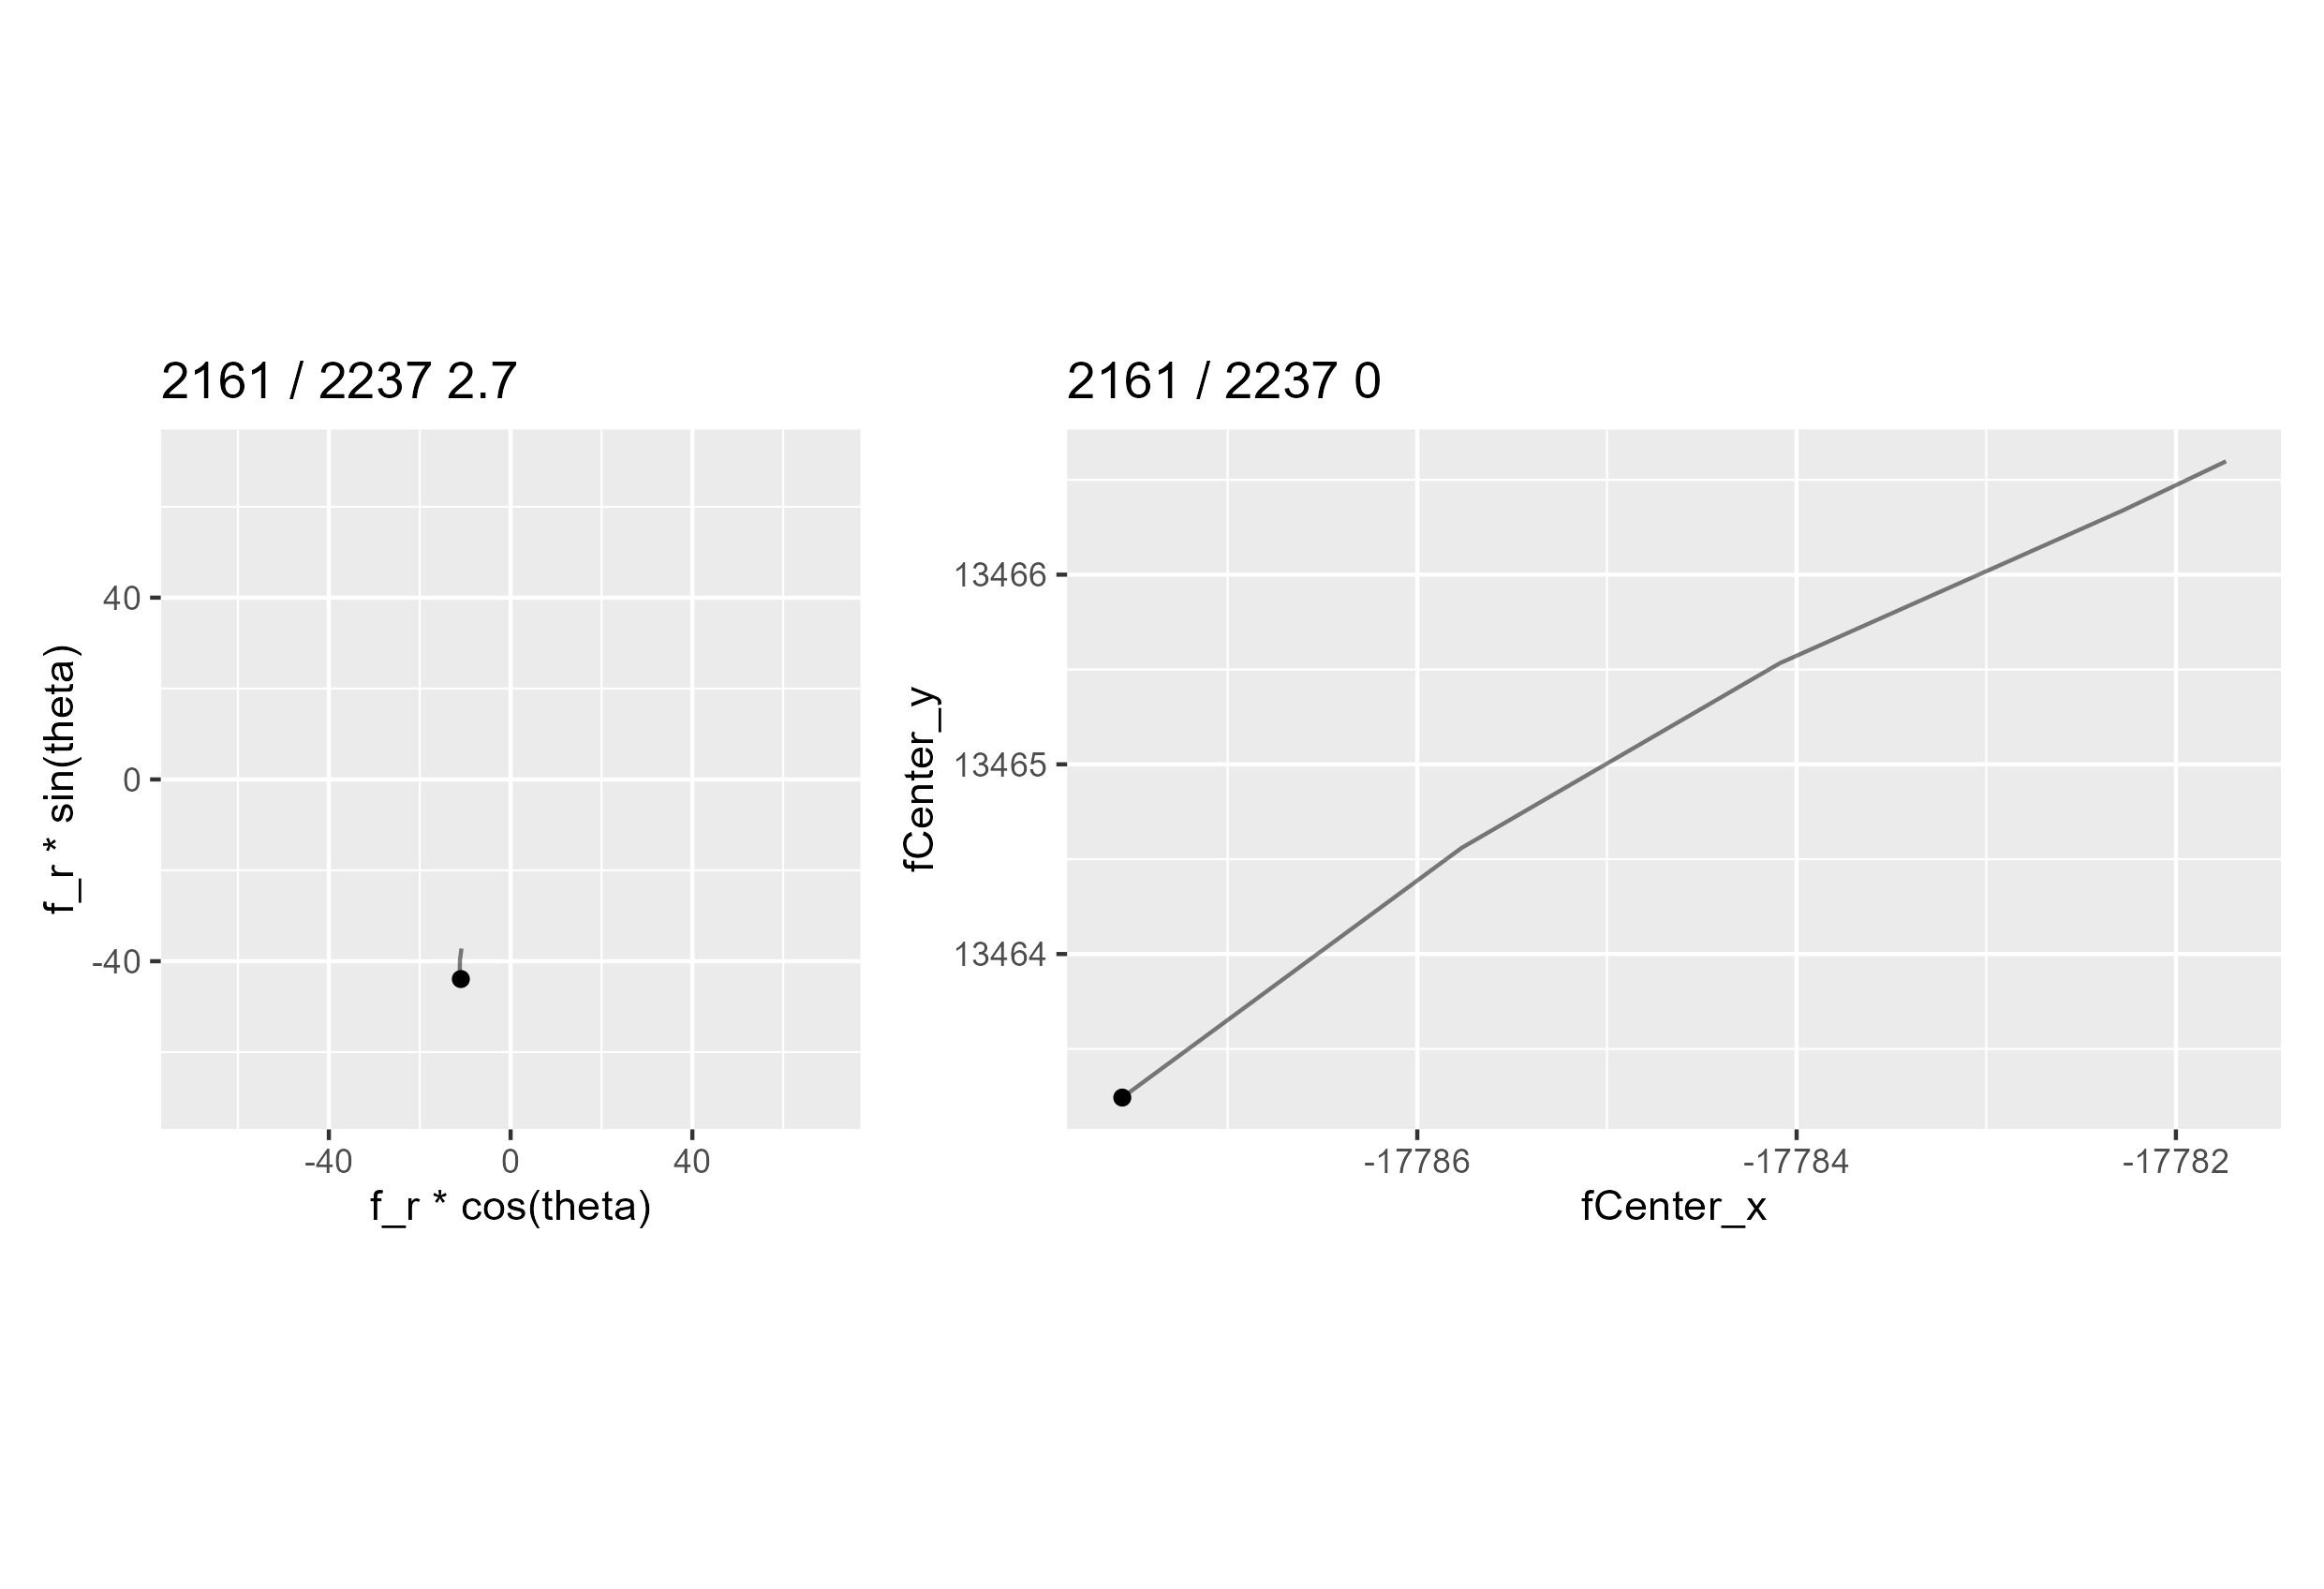 2161 / 2237 2.7
40
0
-40
f_r * sin(theta)
-40
0
40
f_r * cos(theta)
2161 / 2237 0
13466
13465
13464
fCenter_y
-17786
-17784
-17782
fCenter_x